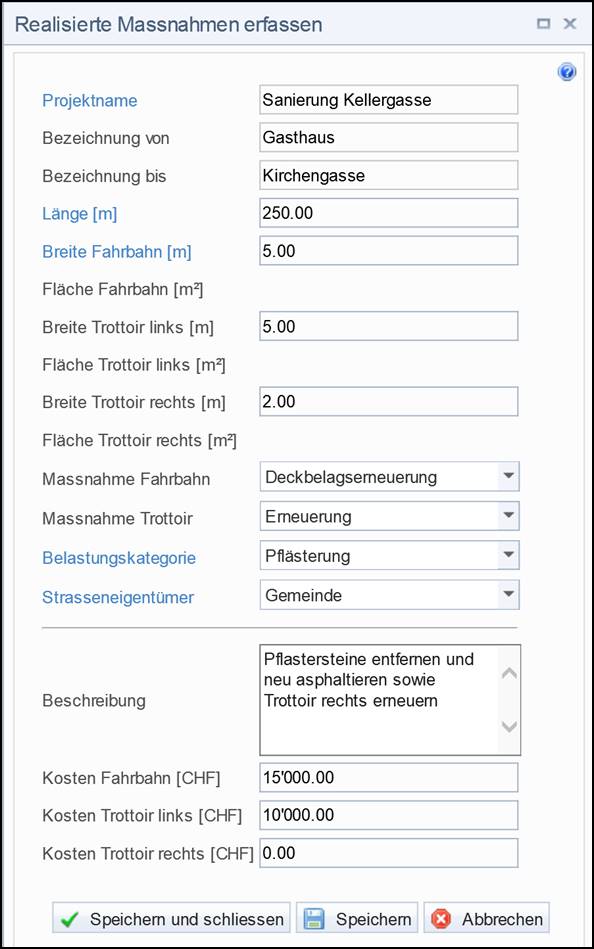 Realisierte Massnahmen erfassen
Projektname Sanierung Kellergasse
Bezeichnung von Gasthaus
Bezeichnung bis Kirchengasse
Länge [m] 250.00
Breite Fahrbahn [m] 5.00
Fläche Fahrbahn [m²]
Breite Trottoir links [m] 5.00
Fläche Trottoir links [m²]
Breite Trottoir rechts [m] 2.00
Fläche Trottoir rechts [m²]
Massnahme Fahrbahn Deckbelagserneuerung
Massnahme Trottoir Erneuerung
Belastungskategorie Pflästerung
Strasseneigentümer Gemeinde
Beschreibung Pflastersteine entfernen und
neu asphaltieren sowie
Trottoir rechts erneuern
Kosten Fahrbahn [CHF] 15'000.00
Kosten Trottoir links [CHF] 10'000.00
Kosten Trottoir rechts [CHF] 0.00
Speichern und schliessen Speichern Abbrechen